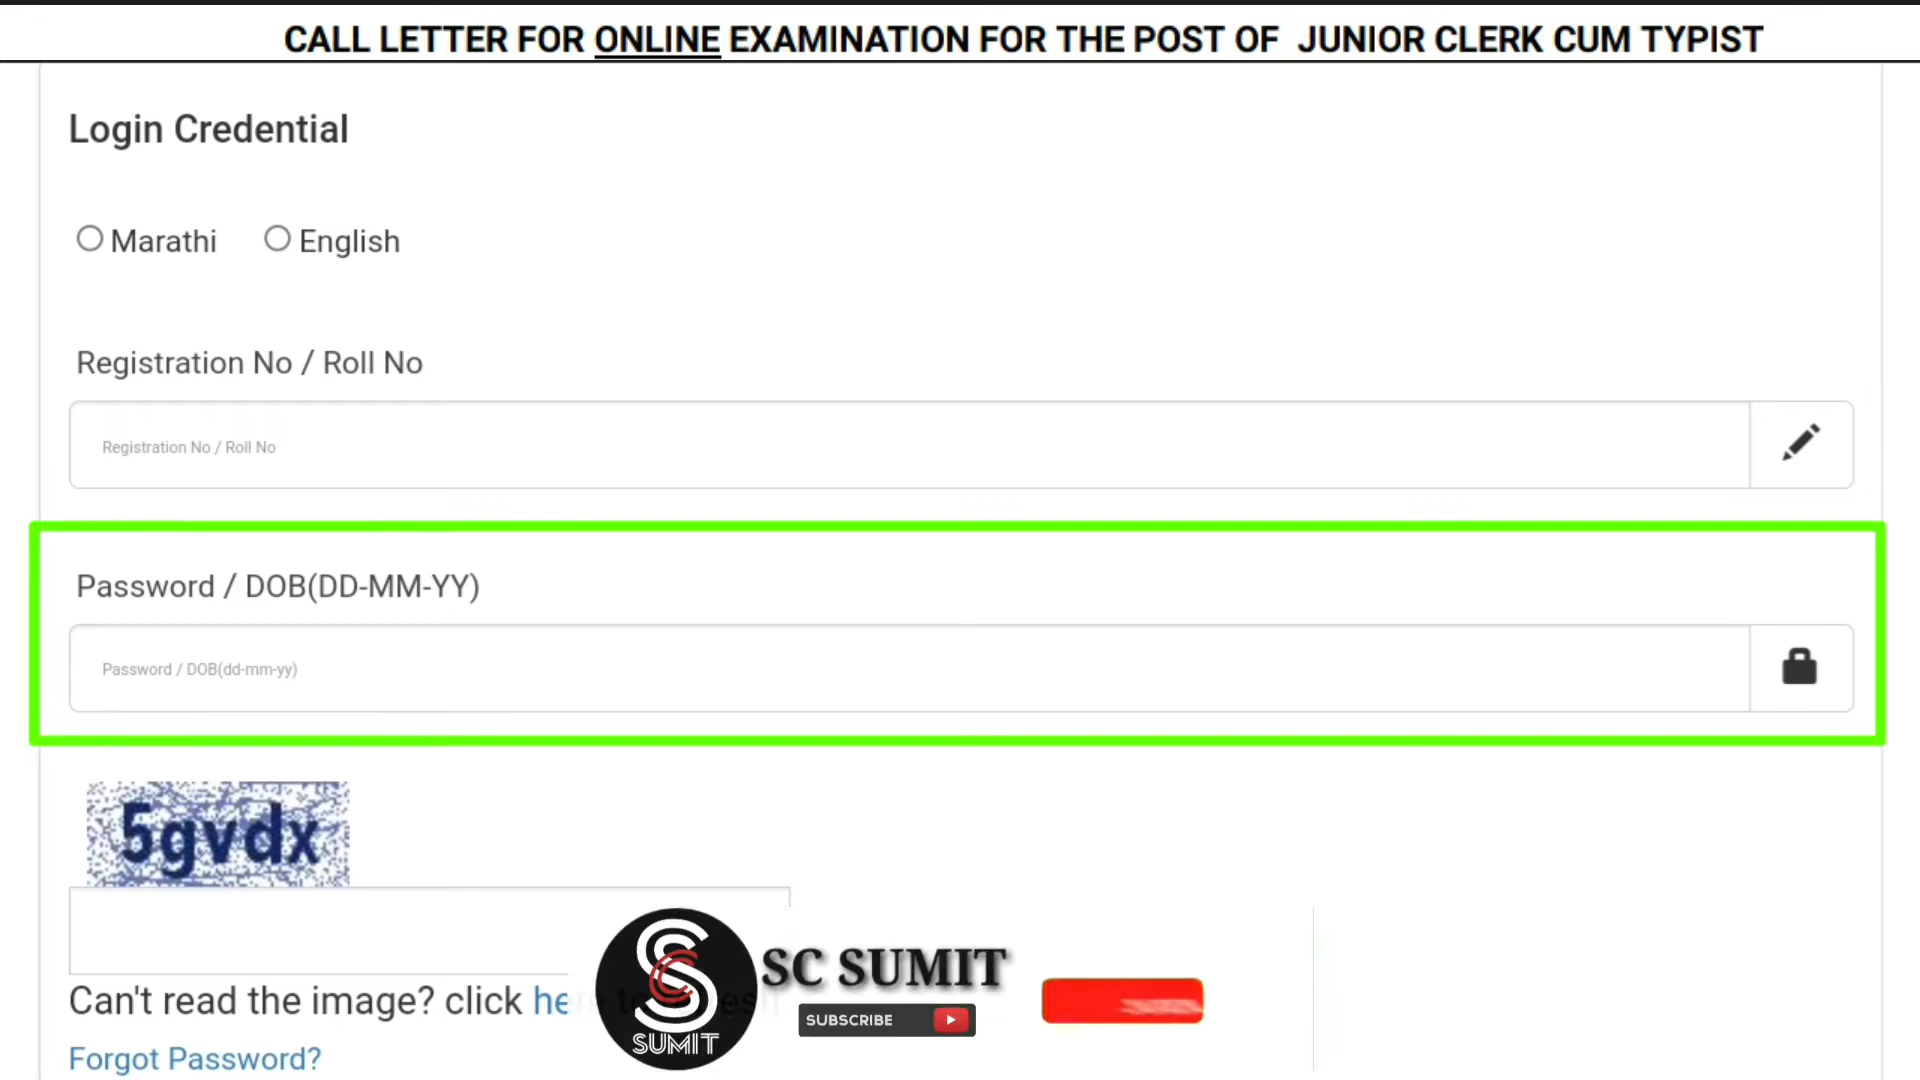 CALL LETTER FOR ONLINE EXAMINATION FOR THE POST OF JUNIOR CLERK CUM TYPIST
Login Credential
Marathi English
Registration No / Roll No
Registration No / Roll No
Password / DOB(DD-MM-YY)
Password / DOB(dd-mm-yy)
5gvdx
Can't read the image? click he
Forgot Password?
SC SUMIT
SUBSCRIBE
SUMIT